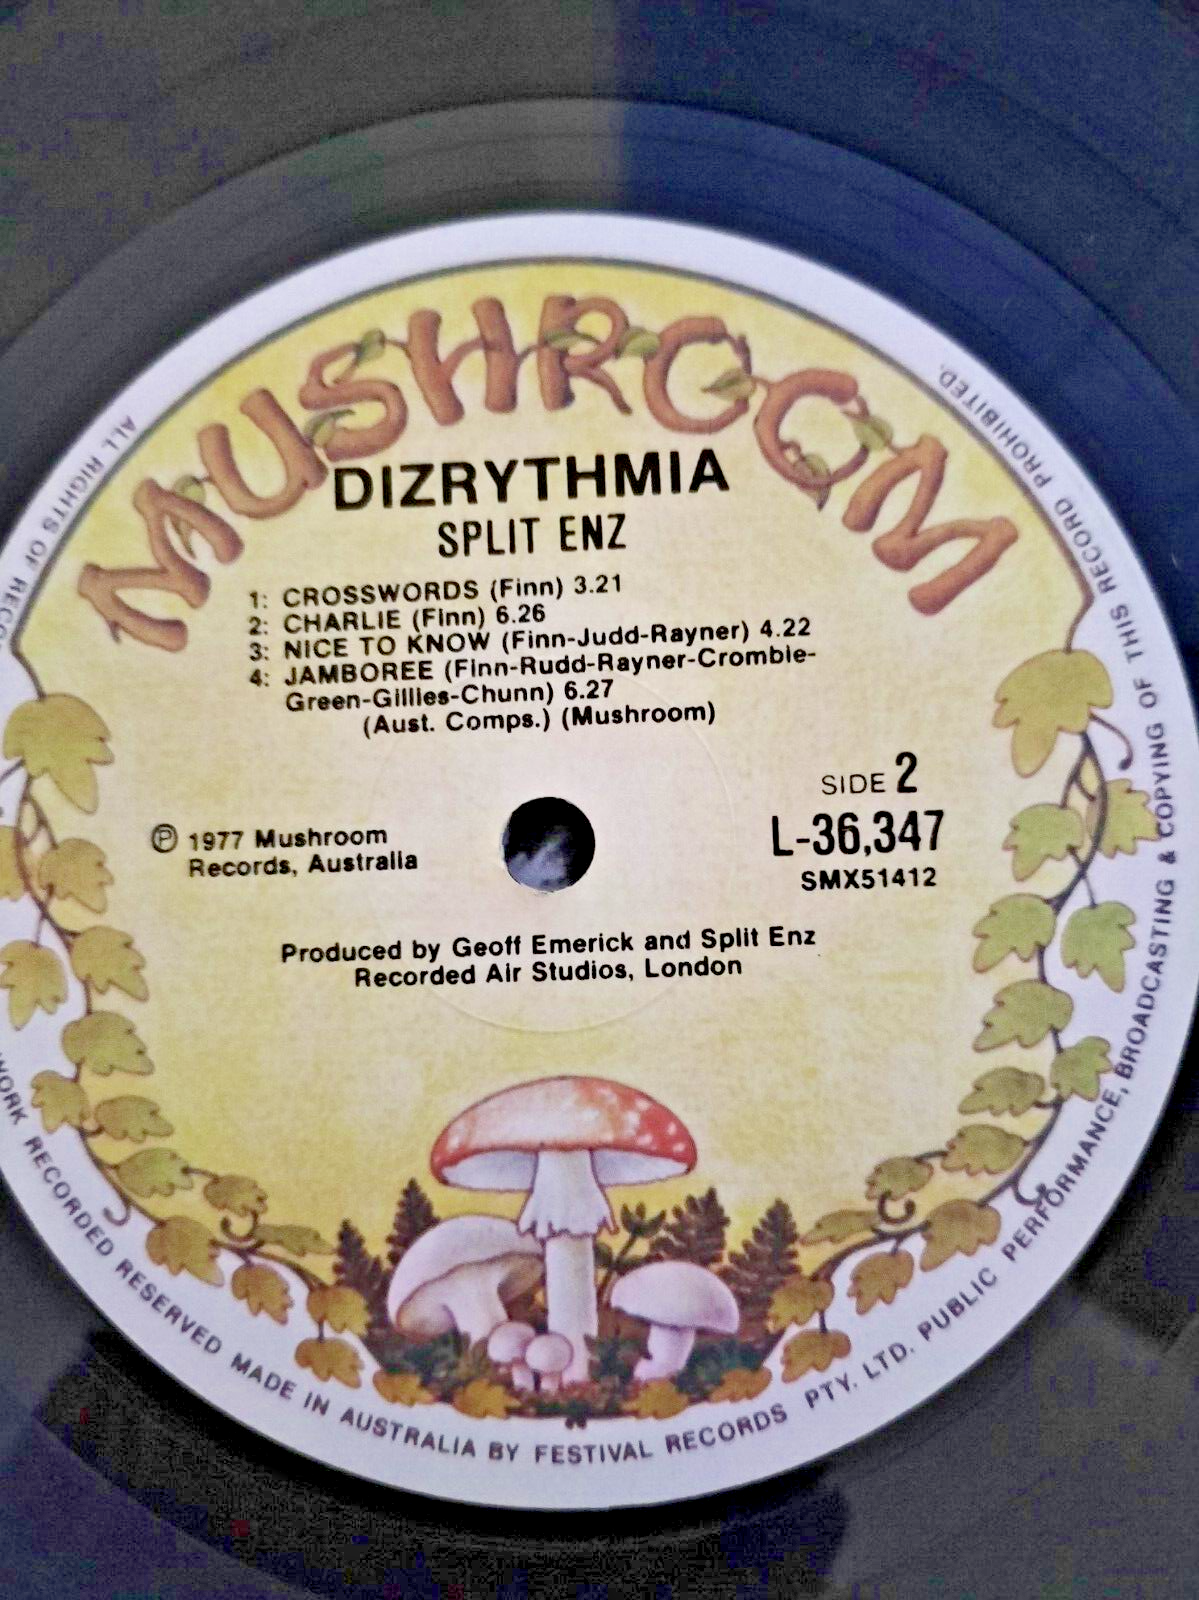 MUSHROOM
DIZRYTHMIA
SPLIT ENZ
1: CROSSWORDS (Finn) 3.21
2: CHARLIE (Finn) 6.26
3: NICE TO KNOW (Finn-Judd-Rayner) 4.22
4: JAMBOREE (Finn-Rudd-Rayner-Crombie-
Green-Gillies-Chunn) 6.27
(Aust. Comps.) (Mushroom)
SIDE 2
L-36,347
SMX51412
Ⓟ 1977 Mushroom
Records, Australia
Produced by Geoff Emerick and Split Enz
Recorded Air Studios, London
ALL RIGHTS OF WORK RECORDED RESERVED MADE IN AUSTRALIA BY FESTIVAL RECORDS PTY. LTD. PUBLIC PERFORMANCE, BROADCASTING & COPYING OF THIS RECORD PROHIBITED.